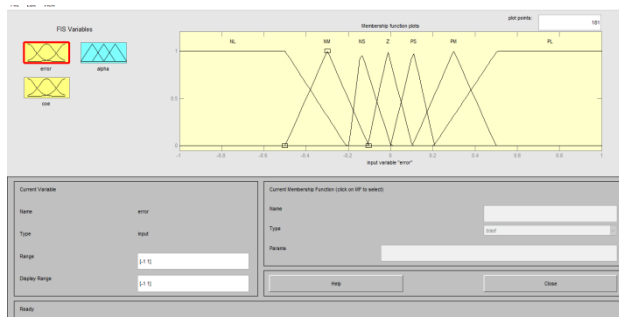 FIS Variables
error
alpha
Membership function plots
plot points:
181
NL NM NS Z PS PM PL
1
0.5
0
-1 -0.8 -0.6 -0.4 -0.2 0 0.2 0.4 0.6 0.8 1
input variable "error"
Current Variable
Name error
Type input
Range [-1 1]
Display Range [-1 1]
Current Membership Function (click on MF to select)
Name
Type trimf
Params
Help Close
Ready